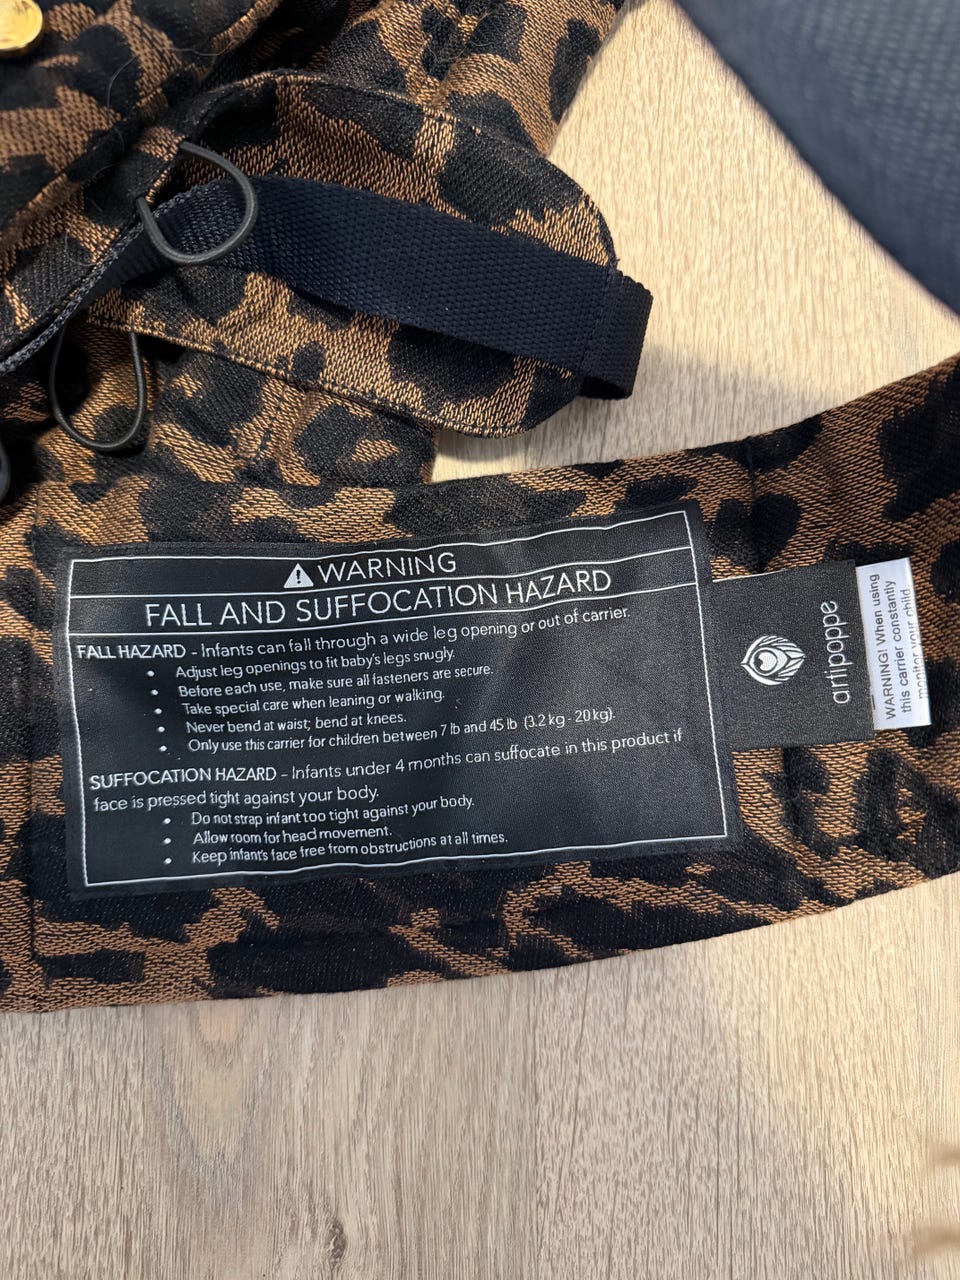 WARNING
FALL AND SUFFOCATION HAZARD
FALL HAZARD - Infants can fall through a wide leg opening or out of carrier.
• Adjust leg openings to fit baby's legs snugly.
• Before each use, make sure all fasteners are secure.
• Take special care when leaning or walking.
• Never bend at waist; bend at knees.
• Only use this carrier for children between 7 lb and 45 lb (3.2 kg - 20 kg).
SUFFOCATION HAZARD - Infants under 4 months can suffocate in this product if
face is pressed tight against your body.
• Do not strap infant too tight against your body.
• Allow room for head movement.
• Keep infant's face free from obstructions at all times.
artipoppe
WARNING! When using
this carrier constantly
monitor your child